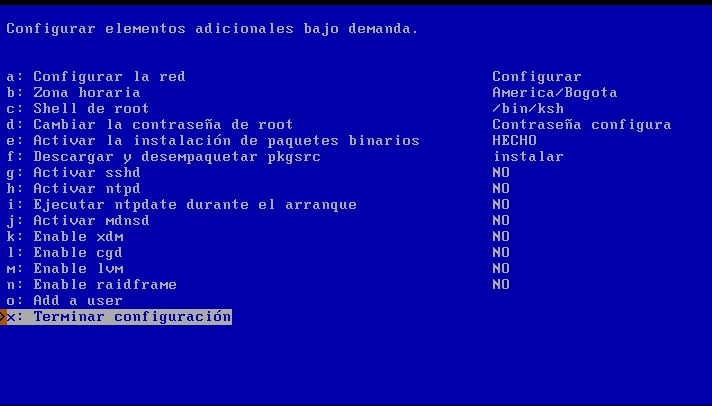 Configurar elementos adicionales bajo demanda.
a: Configurar la red Configurar
b: Zona horaria America/Bogota
c: Shell de root /bin/ksh
d: Cambiar la contraseña de root Contraseña configura
e: Activar la instalación de paquetes binarios HECHO
f: Descargar y desempaquetar pkgsrc instalar
g: Activar sshd NO
h: Activar ntpd NO
i: Ejecutar ntpdate durante el arranque NO
j: Activar mdnsd NO
k: Enable xdm NO
l: Enable cgd NO
m: Enable lvm NO
n: Enable raidframe NO
o: Add a user
>x: Terminar configuración